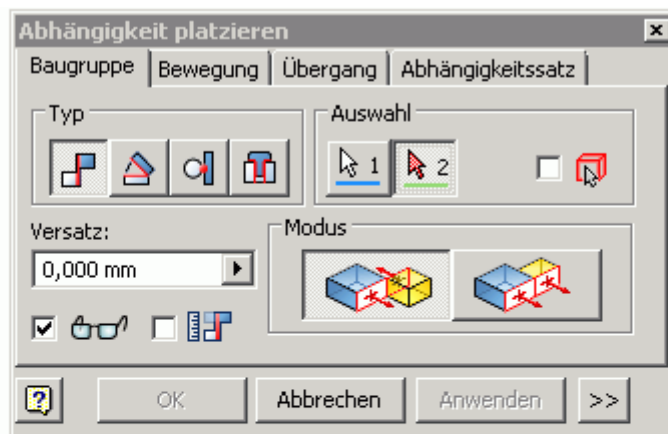 Abhängigkeit platzieren
Baugruppe Bewegung Übergang Abhängigkeitssatz
Typ Auswahl
1 2
Versatz: Modus
0,000 mm
? OK Abbrechen Anwenden >>